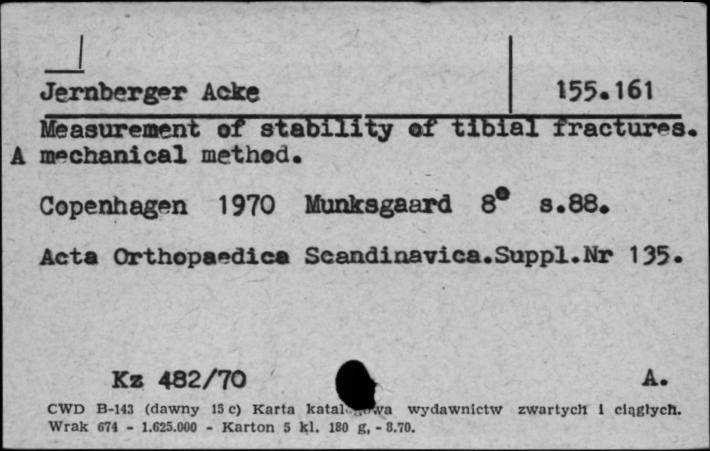 Jernberger Acke 155.161
Measurement of stability of tibial fractures.
A mechanical method.
Copenhagen 1970 Munksgaard 8° s.88.
Acta Orthopaedica Scandinavica.Suppl.Nr 135.
Kz 482/70 A.
CWD B-143 (dawny 15 c) Karta katalogowa wydawnictw zwartych i ciągłych.
Wrak 674 - 1.625.000 - Karton 5 kl. 180 g, - 8.70.